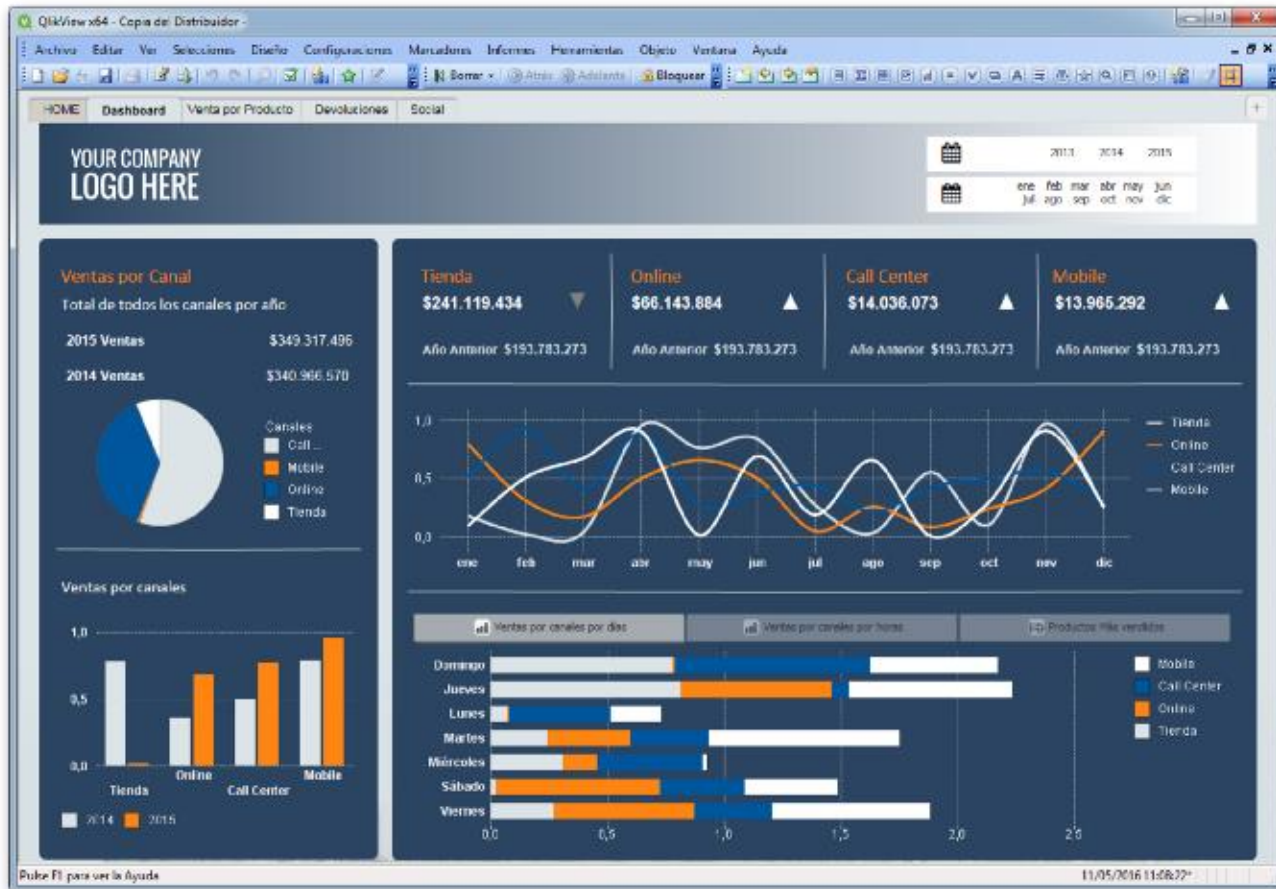 QlikView x64 - Copia del Distribuidor -
Archivo Editar Ver Selecciones Diseño Configuraciones Marcadores Informes Herramientas Objeto Ventana Ayuda
Borrar Atrás Adelante Bloquear
HOME Dashboard Venta por Producto Devoluciones Social
YOUR COMPANY
LOGO HERE
2013 2014 2015
ene feb mar abr may jun
jul ago sep oct nov dic
Ventas por Canal
Total de todos los canales por año
2015 Ventas $349.317.496
2014 Ventas $340.966.570
Canales
Call ...
Mobile
Online
Tienda
Ventas por canales
1,0
0,5
0,0
Tienda Online Call Center Mobile
2014 2015
Tienda Online Call Center Mobile
$241.119.434 $66.143.884 $14.036.073 $13.965.292
Año Anterior $193.783.273 Año Anterior $193.783.273 Año Anterior $193.783.273 Año Anterior $193.783.273
1,0
0,5
0,0
ene feb mar abr may jun jul ago sep oct nov dic
Tienda
Online
Call Center
Mobile
Ventas por canales por días Ventas por canales por horas Productos Más vendidos
Domingo
Jueves
Lunes
Martes
Miércoles
Sábado
Viernes
0,0 0,5 1,0 1,5 2,0 2,5
Mobile
Call Center
Online
Tienda
Pulse F1 para ver la Ayuda 11/05/2016 11:08:22*